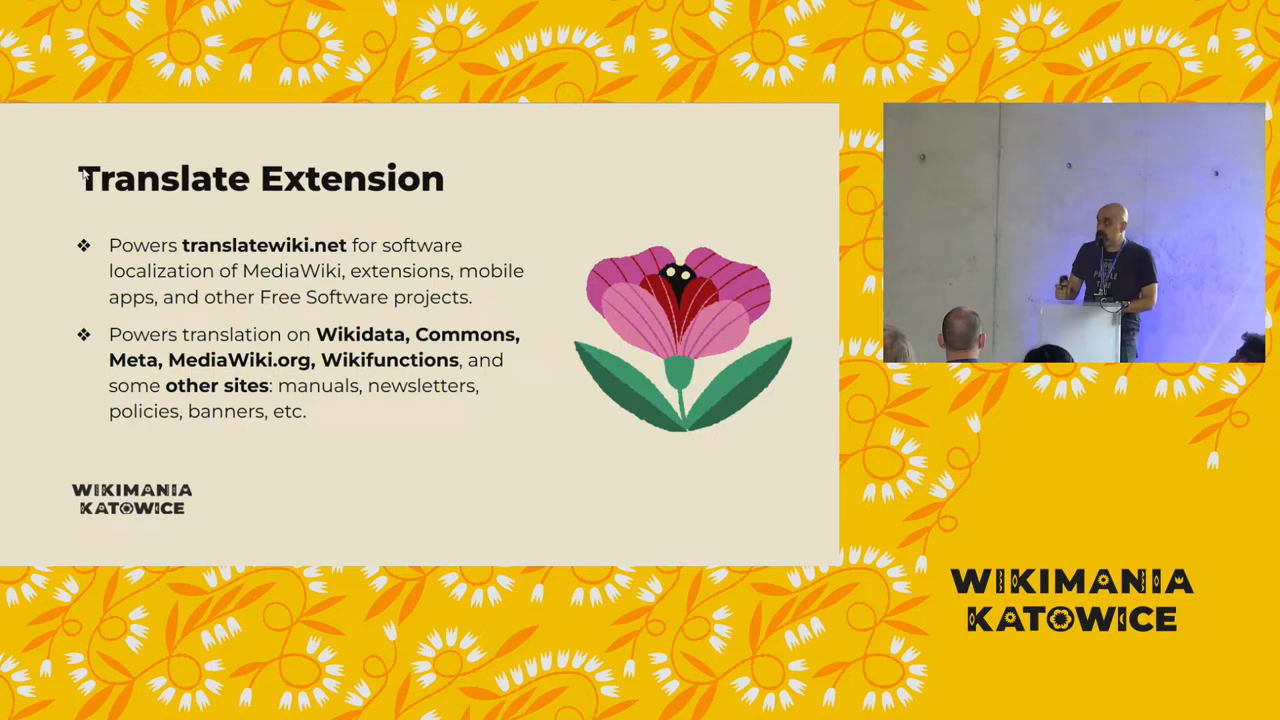 Translate Extension
❖ Powers translatewiki.net for software
localization of MediaWiki, extensions, mobile
apps, and other Free Software projects.
❖ Powers translation on Wikidata, Commons,
Meta, MediaWiki.org, Wikifunctions, and
some other sites: manuals, newsletters,
policies, banners, etc.
WIKIMANIA
KATOWICE
WIKIMANIA
KATOWICE